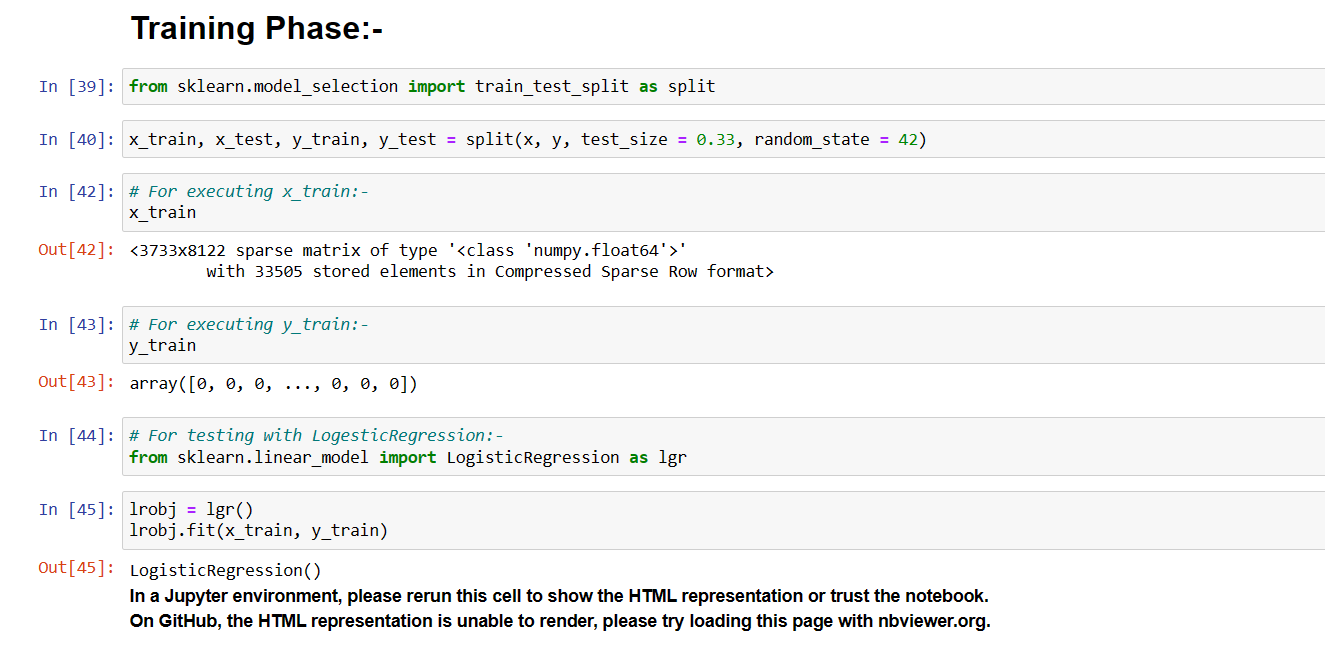 Training Phase:-
In [39]: from sklearn.model_selection import train_test_split as split
In [40]: x_train, x_test, y_train, y_test = split(x, y, test_size = 0.33, random_state = 42)
In [42]: # For executing x_train:-
x_train
Out[42]: <3733x8122 sparse matrix of type '<class 'numpy.float64'>'
with 33505 stored elements in Compressed Sparse Row format>
In [43]: # For executing y_train:-
y_train
Out[43]: array([0, 0, 0, ..., 0, 0, 0])
In [44]: # For testing with LogesticRegression:-
from sklearn.linear_model import LogisticRegression as lgr
In [45]: lrobj = lgr()
lrobj.fit(x_train, y_train)
Out[45]: LogisticRegression()
In a Jupyter environment, please rerun this cell to show the HTML representation or trust the notebook.
On GitHub, the HTML representation is unable to render, please try loading this page with nbviewer.org.